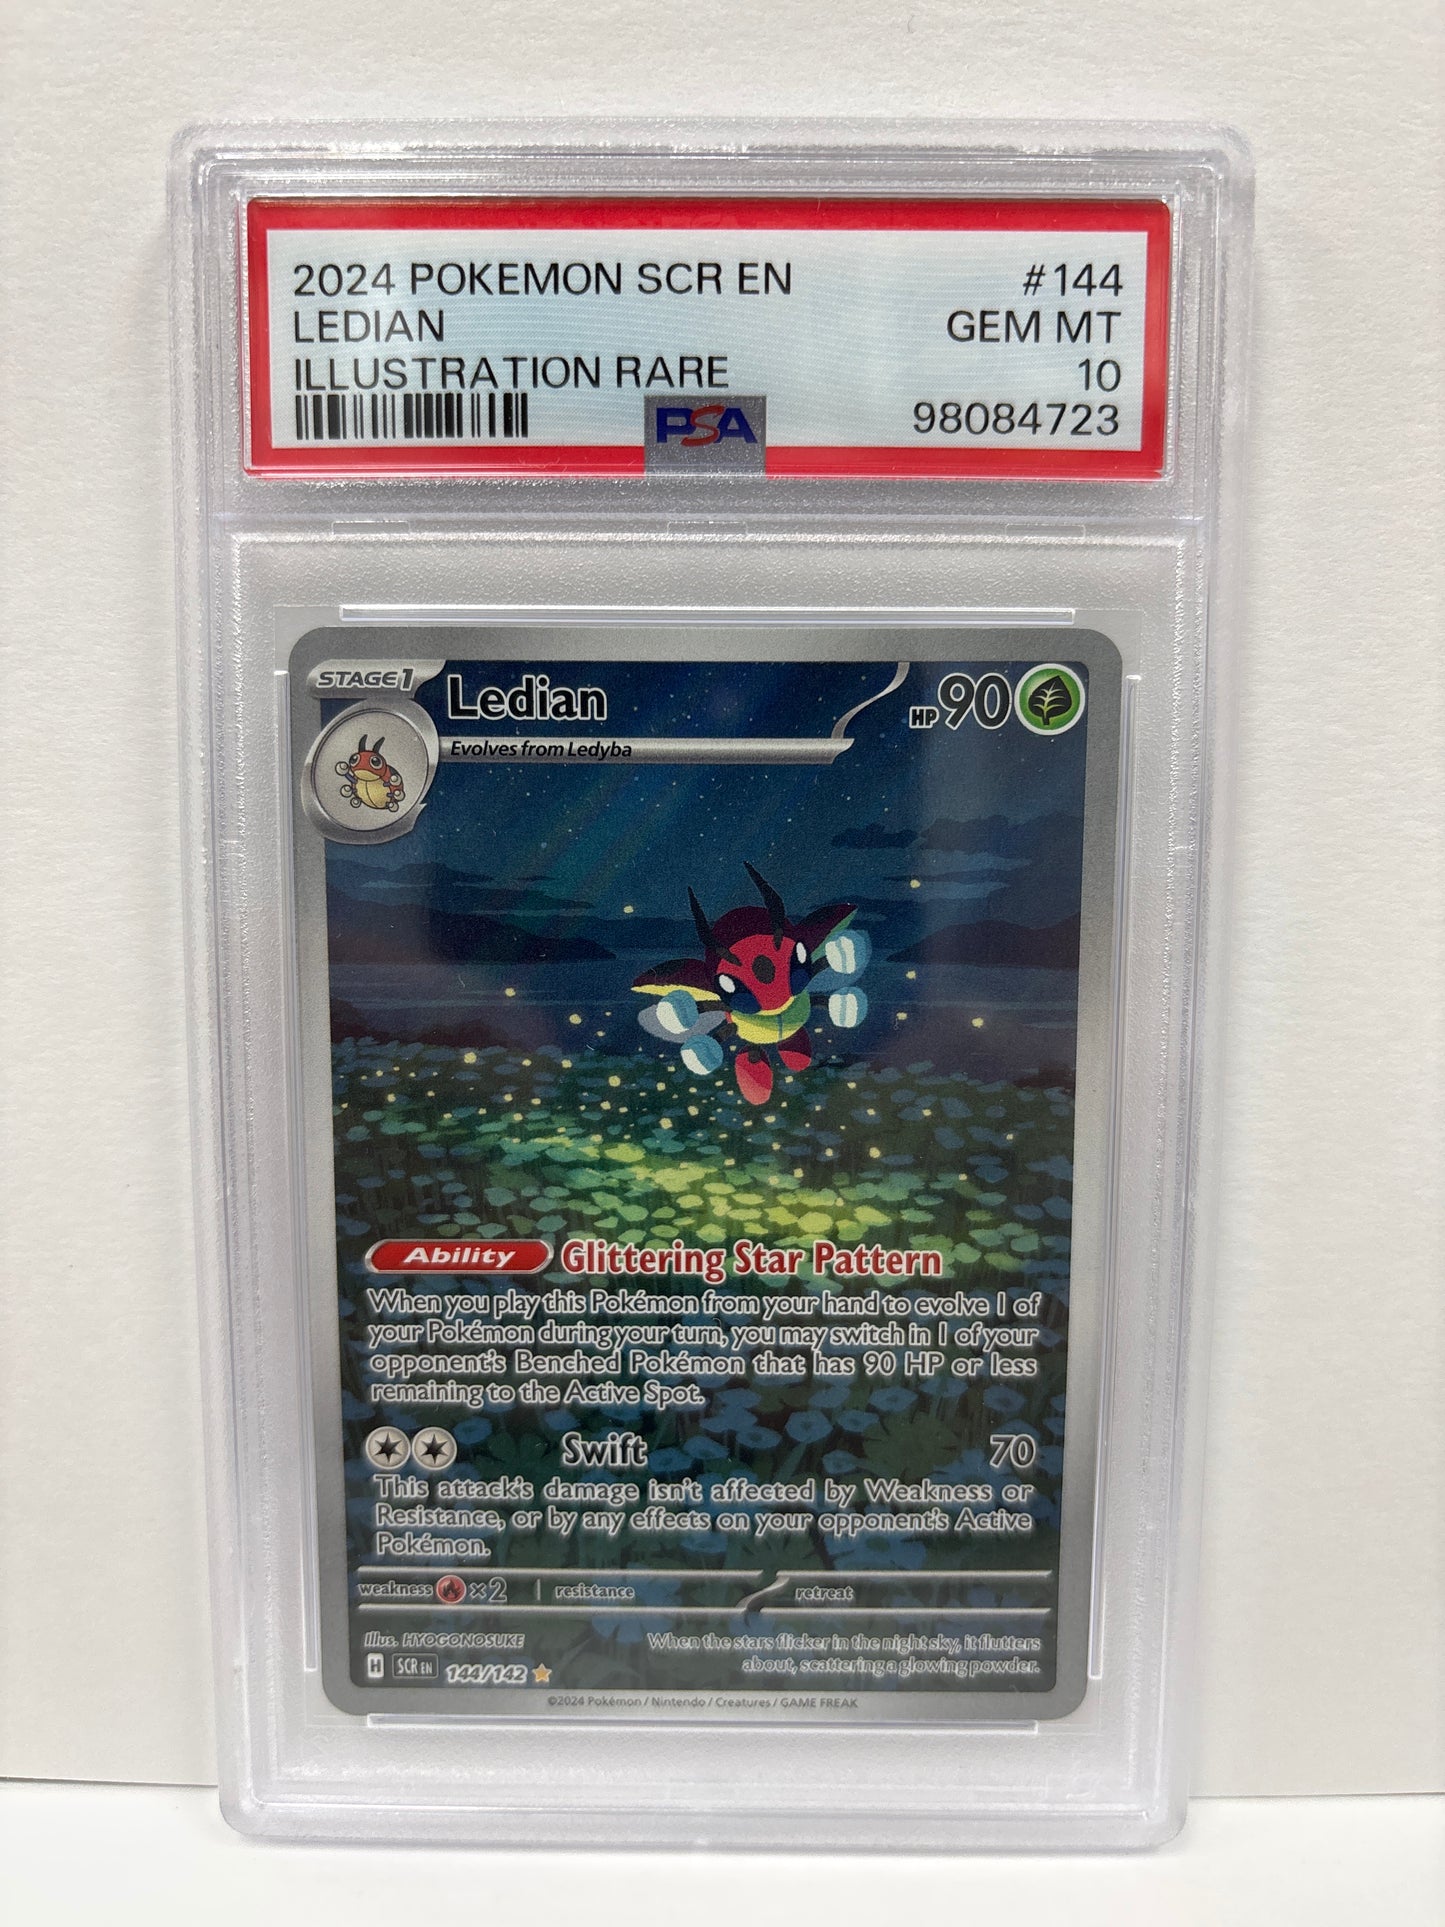 2024 POKEMON SCR EN #144
LEDIAN GEM MT
ILLUSTRATION RARE 10
PSA 98084723
STAGE 1 Ledian HP 90
Evolves from Ledyba
Ability Glittering Star Pattern
When you play this Pokémon from your hand to evolve 1 of
your Pokémon during your turn, you may switch in 1 of your
opponent's Benched Pokémon that has 90 HP or less
remaining to the Active Spot.
Swift 70
This attack's damage isn't affected by Weakness or
Resistance, or by any effects on your opponent's Active
Pokémon.
weakness ×2 resistance retreat
Illus. HYOGONOSUKE
When the stars flicker in the night sky, it flutters
about, scattering a glowing powder.
H SCR EN 144/142
©2024 Pokémon / Nintendo / Creatures / GAME FREAK